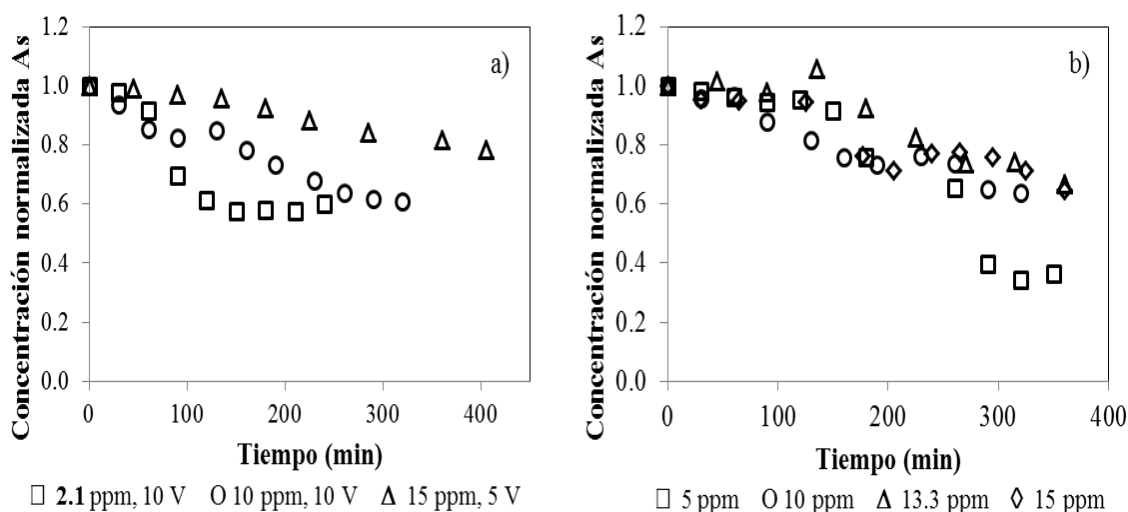 Concentración normalizada As
1.2
1.0
0.8
0.6
0.4
0.2
0.0
a)
0 100 200 300 400
Tiempo (min)
□ 2.1 ppm, 10 V ○ 10 ppm, 10 V △ 15 ppm, 5 V
Concentración normalizada As
1.2
1.0
0.8
0.6
0.4
0.2
0.0
b)
0 100 200 300 400
Tiempo (min)
□ 5 ppm ○ 10 ppm △ 13.3 ppm ◇ 15 ppm